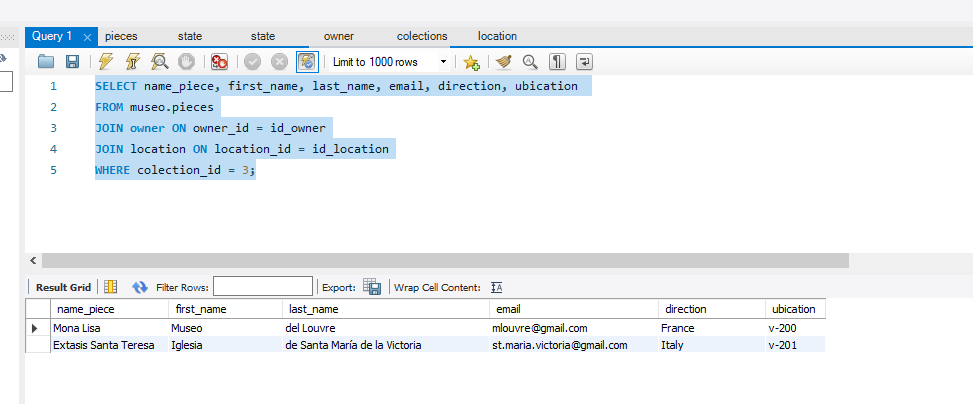 Query 1 pieces state state owner colections location
Limit to 1000 rows
1 SELECT name_piece, first_name, last_name, email, direction, ubication
2 FROM museo.pieces
3 JOIN owner ON owner_id = id_owner
4 JOIN location ON location_id = id_location
5 WHERE colection_id = 3;
Result Grid Filter Rows: Export: Wrap Cell Content:
name_piece first_name last_name email direction ubication
Mona Lisa Museo del Louvre mlouvre@gmail.com France v-200
Extasis Santa Teresa Iglesia de Santa María de la Victoria st.maria.victoria@gmail.com Italy v-201